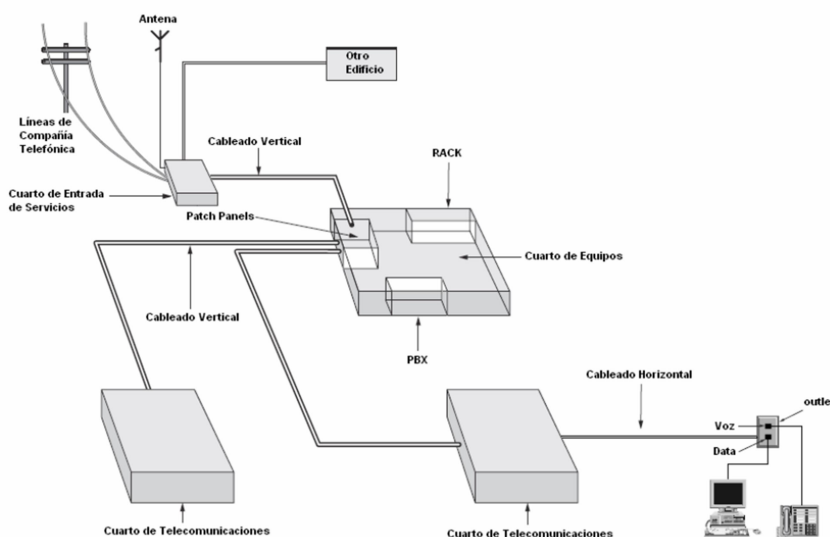 Antena
Otro
Edificio
Líneas de
Compañía
Telefónica
Cableado Vertical
RACK
Cuarto de Entrada
de Servicios
Patch Panels
Cuarto de Equipos
Cableado Vertical
PBX
Cableado Horizontal
outle
Voz
Data
Cuarto de Telecomunicaciones
Cuarto de Telecomunicaciones